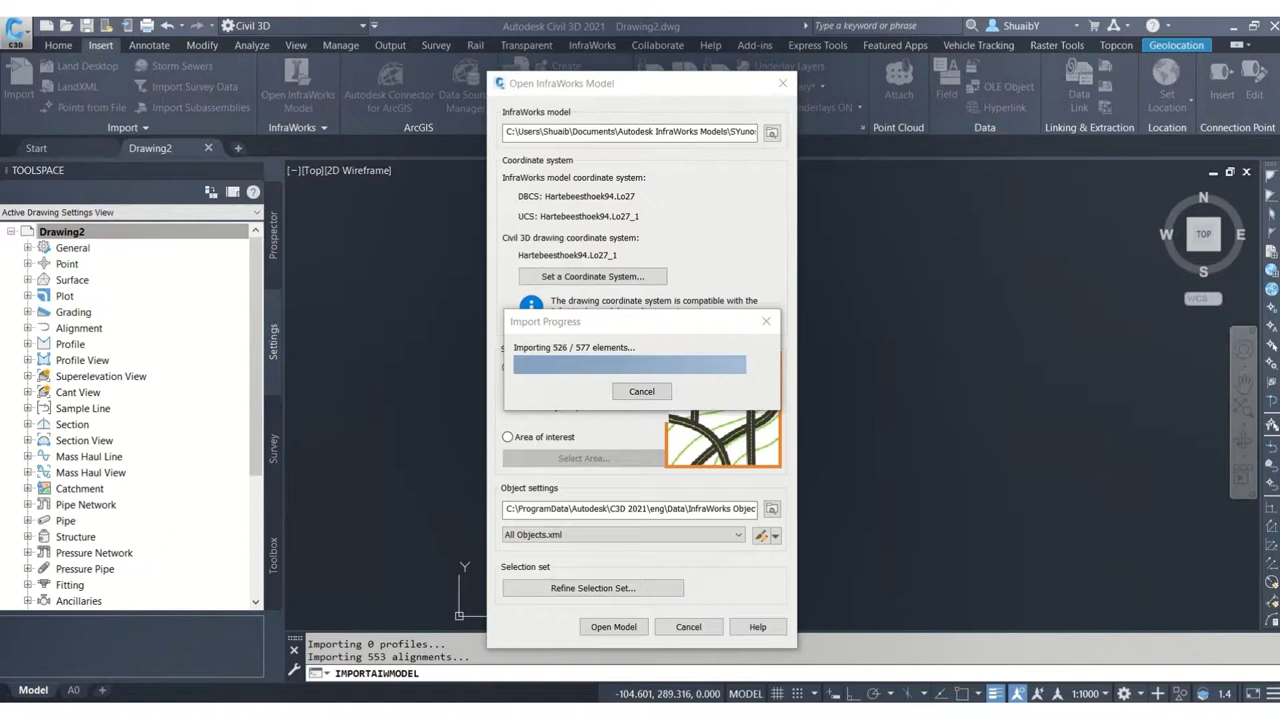 Civil 3D
Autodesk Civil 3D 2021 Drawing2.dwg
Type a keyword or phrase
ShuaibY
C3D
Home Insert Annotate Modify Analyze View Manage Output Survey Rail Transparent InfraWorks Collaborate Help Add-ins Express Tools Featured Apps Vehicle Tracking Raster Tools Topcon Geolocation
Import
Land Desktop
LandXML
Points from File
Storm Sewers
Import Survey Data
Import Subassemblies
Open InfraWorks
Model
Autodesk Connector
for ArcGIS
Data
Manager
Underlay Layers
Attach
Field
OLE Object
Hyperlink
Data
Link
Set
Location
Insert
Edit
Import InfraWorks ArcGIS Point Cloud Data Linking & Extraction Location Connection Point
Start Drawing2
TOOLSPACE
Active Drawing Settings View
Drawing2
General
Point
Surface
Plot
Grading
Alignment
Profile
Profile View
Superelevation View
Cant View
Sample Line
Section
Section View
Mass Haul Line
Mass Haul View
Catchment
Pipe Network
Pipe
Structure
Pressure Network
Pressure Pipe
Fitting
Ancillaries
Prospector
Settings
Survey
Toolbox
[−][Top][2D Wireframe]
N
W TOP E
S
WCS
Y
Open InfraWorks Model
InfraWorks model
C:\Users\Shuaib\Documents\Autodesk InfraWorks Models\SYunos
Coordinate system
InfraWorks model coordinate system:
DBCS: Hartebeesthoek94.Lo27
UCS: Hartebeesthoek94.Lo27_1
Civil 3D drawing coordinate system:
Hartebeesthoek94.Lo27_1
Set a Coordinate System...
The drawing coordinate system is compatible with the
Import Progress
Importing 526 / 577 elements...
Cancel
Area of interest
Select Area...
Object settings
C:\ProgramData\Autodesk\C3D 2021\eng\Data\InfraWorks Objec
All Objects.xml
Selection set
Refine Selection Set...
Open Model Cancel Help
Importing 0 profiles...
Importing 553 alignments...
IMPORTAIWMODEL
Model A0 +
-104.601, 289.316, 0.000 MODEL 1:1000 1.4